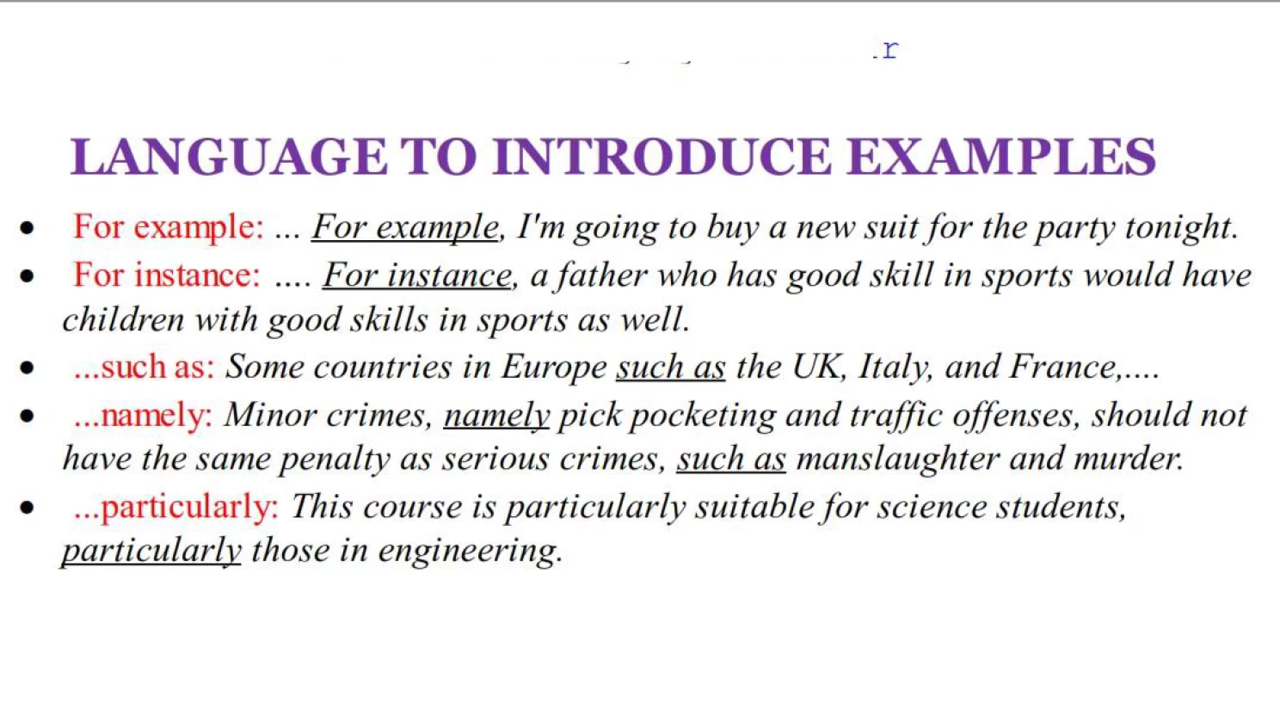 LANGUAGE TO INTRODUCE EXAMPLES
• For example: ... For example, I'm going to buy a new suit for the party tonight.
• For instance: .... For instance, a father who has good skill in sports would have
children with good skills in sports as well.
• ...such as: Some countries in Europe such as the UK, Italy, and France,....
• ...namely: Minor crimes, namely pick pocketing and traffic offenses, should not
have the same penalty as serious crimes, such as manslaughter and murder.
• ...particularly: This course is particularly suitable for science students,
particularly those in engineering.